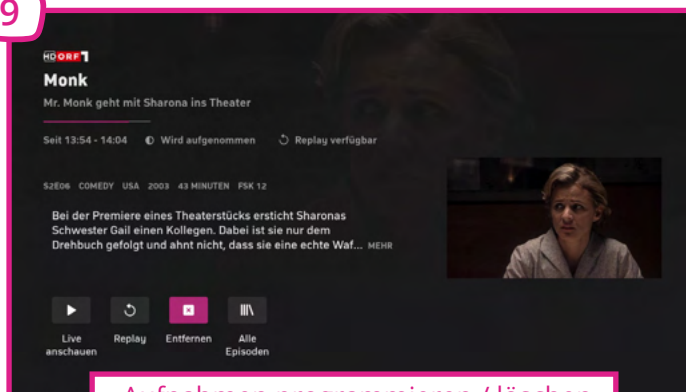 9
HD ORF 1
Monk
Mr. Monk geht mit Sharona ins Theater
Seit 13:54 - 14:04 Wird aufgenommen Replay verfügbar
S2E06 COMEDY USA 2003 43 MINUTEN FSK 12
Bei der Premiere eines Theaterstücks ersticht Sharonas
Schwester Gail einen Kollegen. Dabei ist sie nur dem
Drehbuch gefolgt und ahnt nicht, dass sie eine echte Waf... MEHR
Live anschauen
Replay
Entfernen
Alle Episoden
Aufnahmen programmieren / löschen